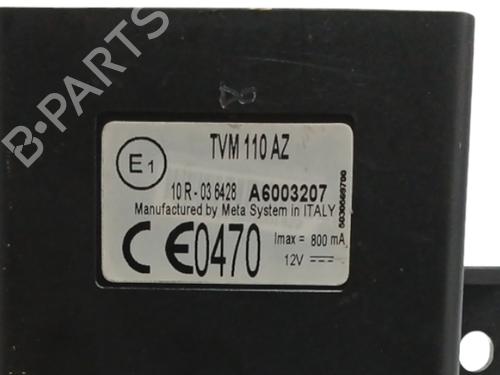 B-PARTS
8
E1
TVM 110 AZ
10 R - 03 6428 A6003207
Manufactured by Meta System in ITALY
CE0470
Imax = 800 mA
12V